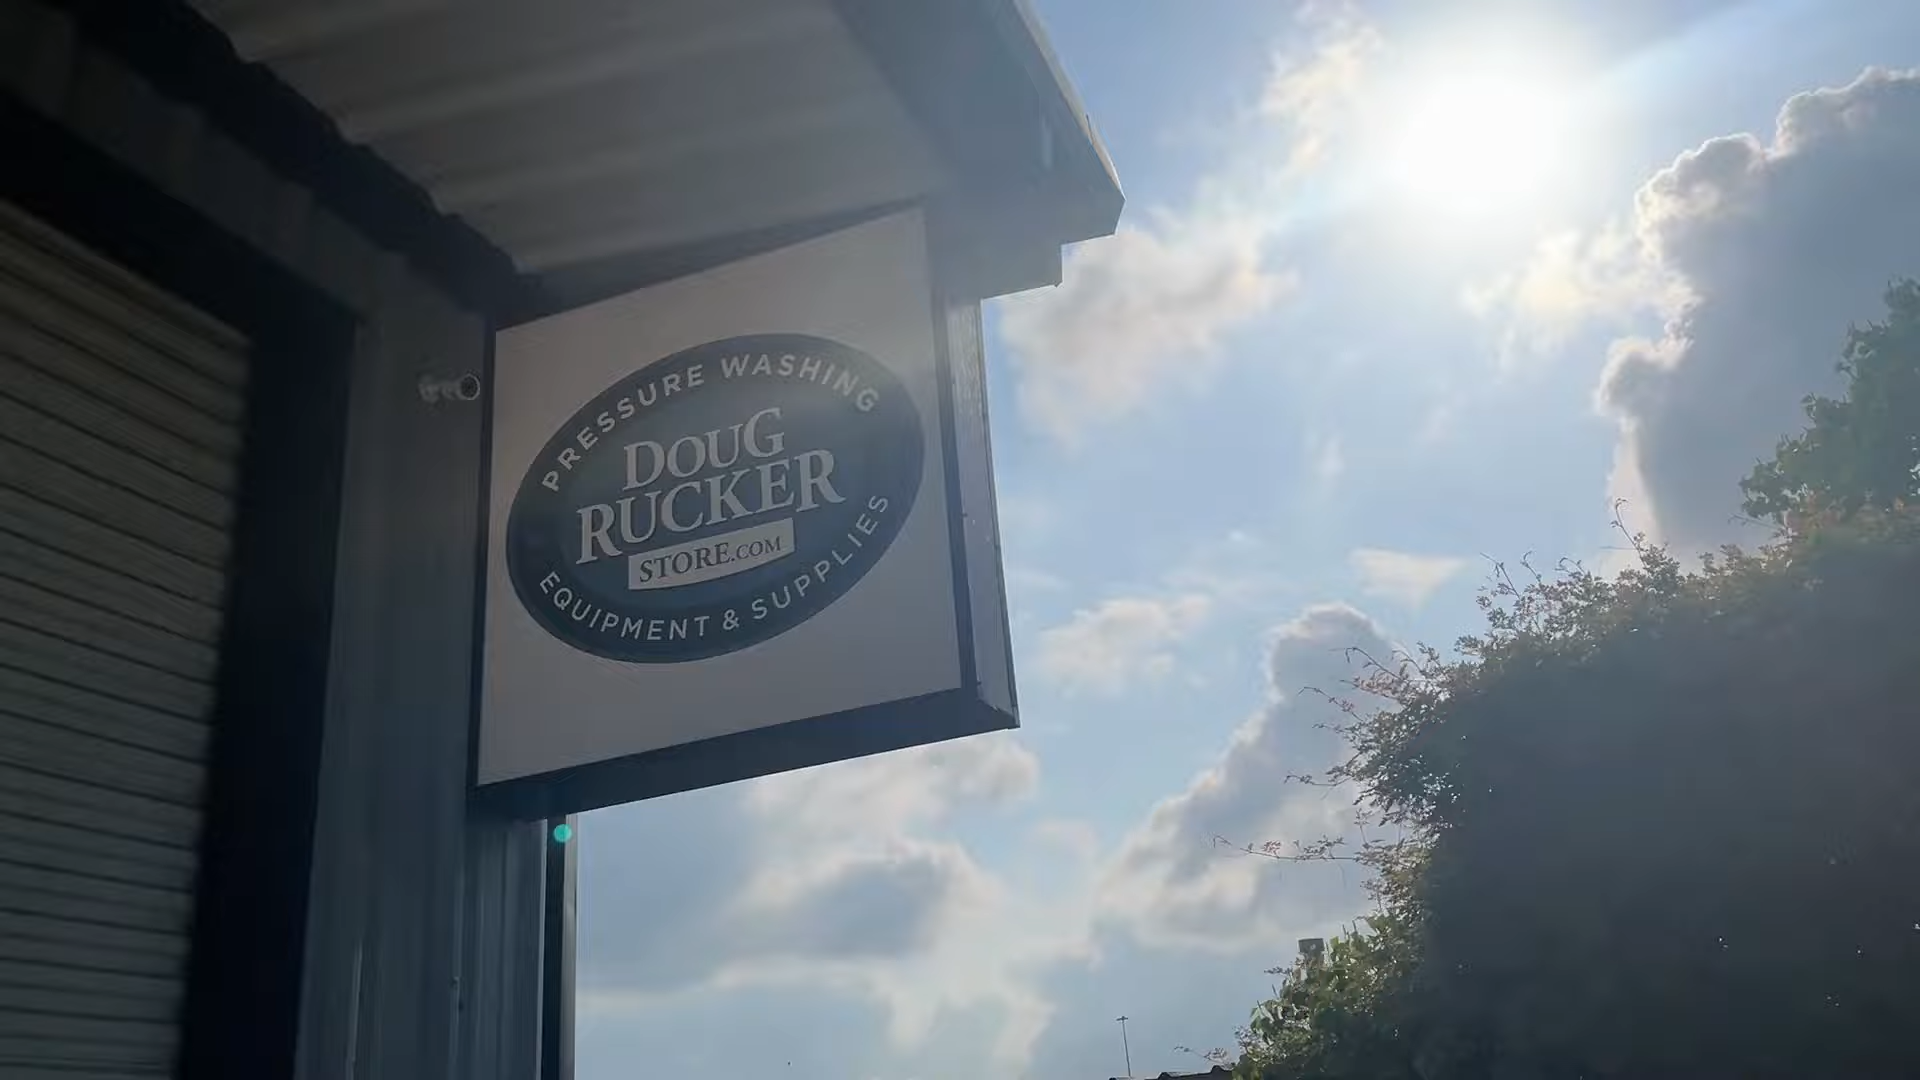 PRESSURE WASHING
DOUG
RUCKER
STORE.COM
EQUIPMENT & SUPPLIES